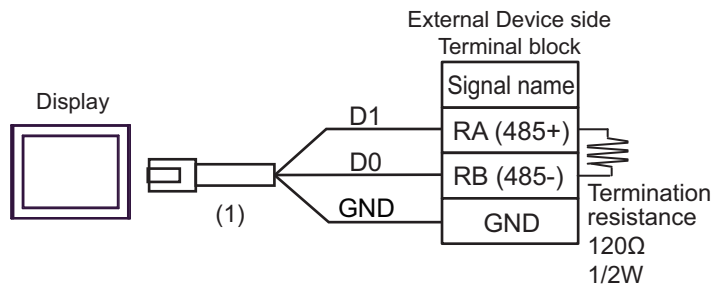 External Device side
Terminal block
Display
Signal name
D1
RA (485+)
D0
RB (485-)
(1)
GND
GND
Termination
resistance
120Ω
1/2W